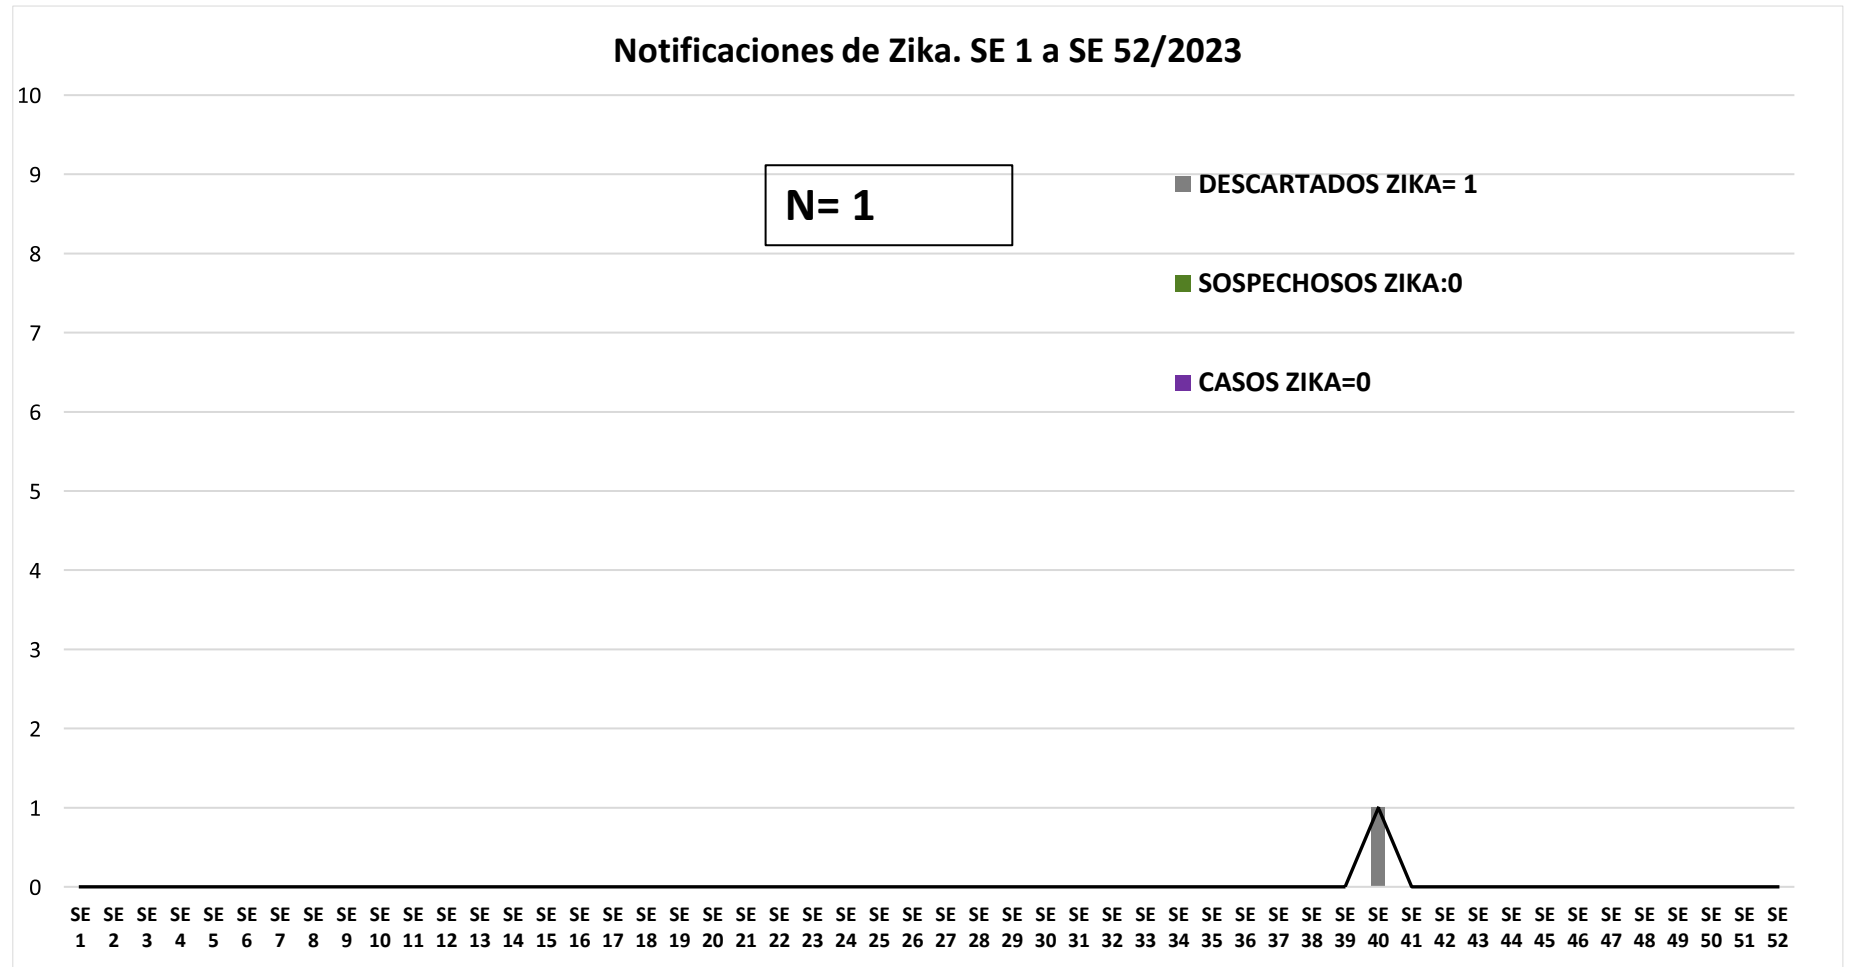 Notificaciones de Zika. SE 1 a SE 52/2023
10
9
8
7
6
5
4
3
2
1
0
N= 1
DESCARTADOS ZIKA= 1
SOSPECHOSOS ZIKA:0
CASOS ZIKA=0
SE SE SE SE SE SE SE SE SE SE SE SE SE SE SE SE SE SE SE SE SE SE SE SE SE SE SE SE SE SE SE SE SE SE SE SE SE SE SE SE SE SE SE SE SE SE SE SE SE SE SE SE
1 2 3 4 5 6 7 8 9 10 11 12 13 14 15 16 17 18 19 20 21 22 23 24 25 26 27 28 29 30 31 32 33 34 35 36 37 38 39 40 41 42 43 44 45 46 47 48 49 50 51 52